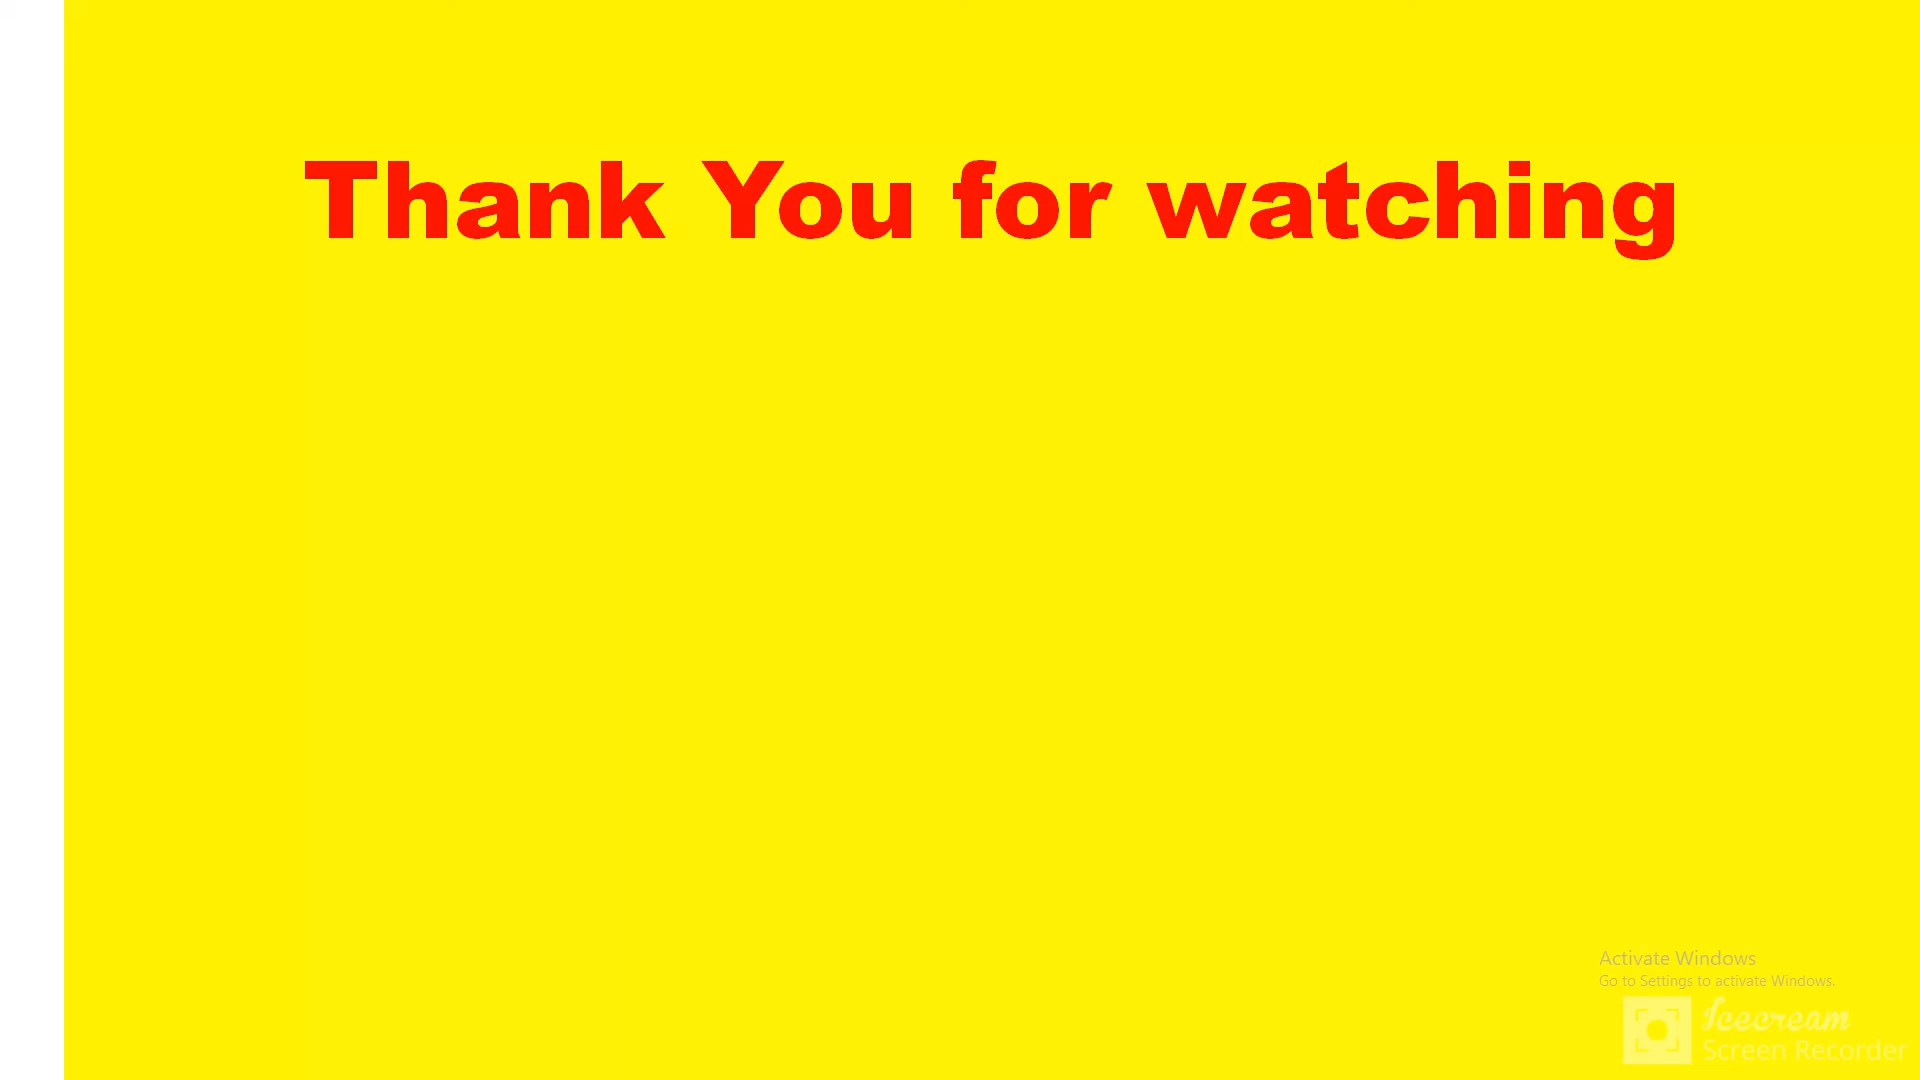 Thank You for watching
Activate Windows
Go to Settings to activate Windows.
Icecream
Screen Recorder